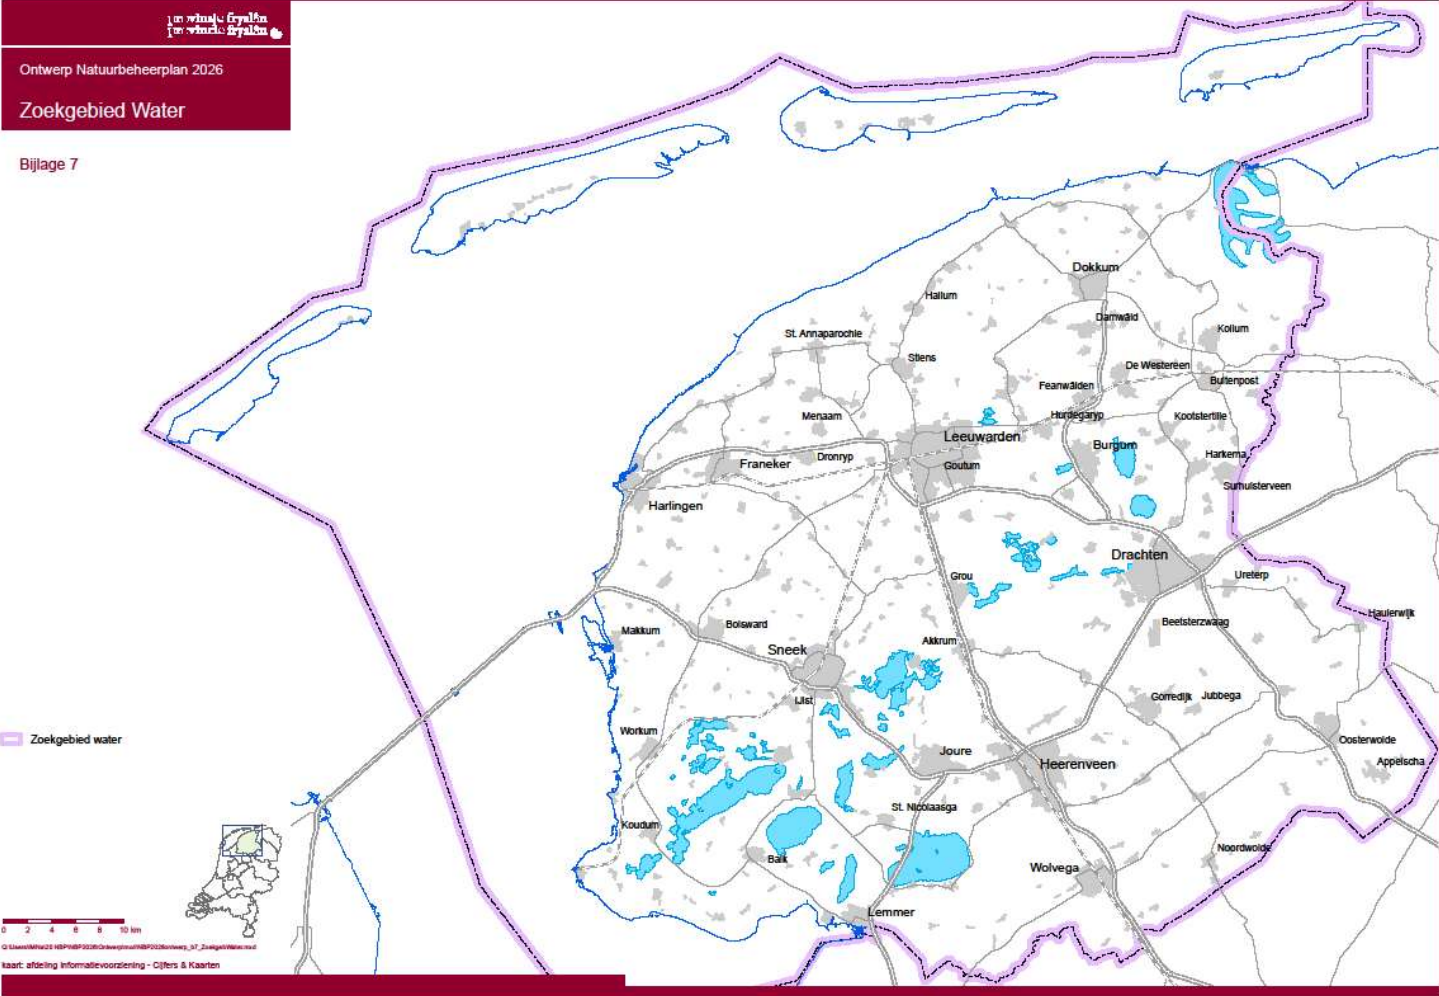 provinsje fryslân
provincie fryslân
Ontwerp Natuurbeheerplan 2026
Zoekgebied Water
Bijlage 7
Dokkum
Hallum
Damwâld
Kollum
St. Annaparochie
Stiens
De Westereen
Buitenpost
Feanwâlden
Menaam
Hurdegaryp
Kootstertille
Leeuwarden
Burgum
Dronryp
Franeker
Goutum
Harkema
Surhuisterveen
Harlingen
Drachten
Grou
Ureterp
Haulerwijk
Makkum
Bolsward
Beetsterzwaag
Akkrum
Sneek
IJlst
Gorredijk
Jubbega
Workum
Zoekgebied water
Oosterwolde
Joure
Heerenveen
Appelscha
St. Nicolaasga
Koudum
Balk
Noordwolde
Wolvega
Lemmer
0 2 4 6 8 10 km
kaart: afdeling Informatievoorziening - Cijfers & Kaarten